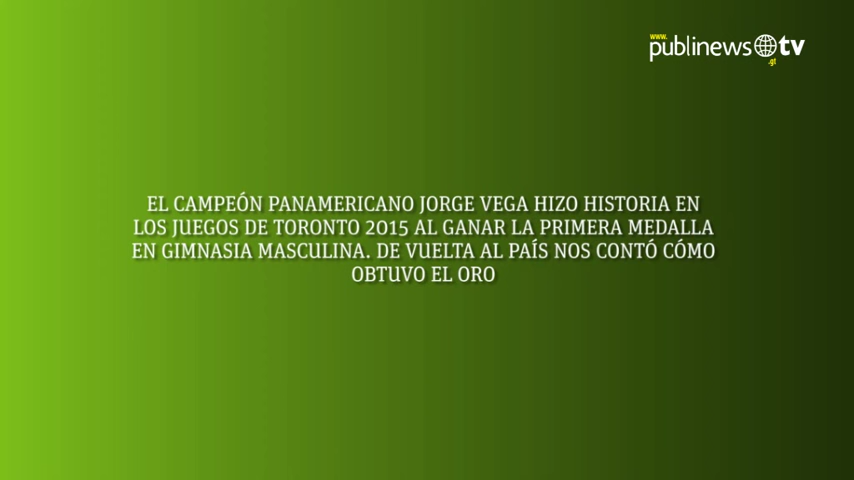 www.
publinews tv
.gt
EL CAMPEÓN PANAMERICANO JORGE VEGA HIZO HISTORIA EN
LOS JUEGOS DE TORONTO 2015 AL GANAR LA PRIMERA MEDALLA
EN GIMNASIA MASCULINA. DE VUELTA AL PAÍS NOS CONTÓ CÓMO
OBTUVO EL ORO